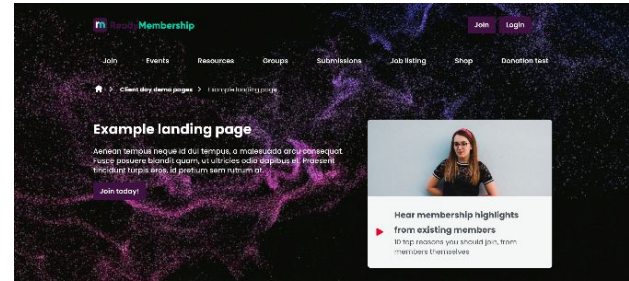 m ReallyMembership
Join Login
Join Events Resources Groups Submissions Job listing Shop Donation test
> Client day demo pages > Example landing page
Example landing page
Aenean tempus neque id dui tempus, a malesuada arcu consequat.
Fusce posuere blandit quam, ut ultricies odio dapibus et. Praesent
tincidunt turpis eros, id pretium sem rutrum at.
Join today!
Hear membership highlights
from existing members
10 top reasons you should join, from
members themselves